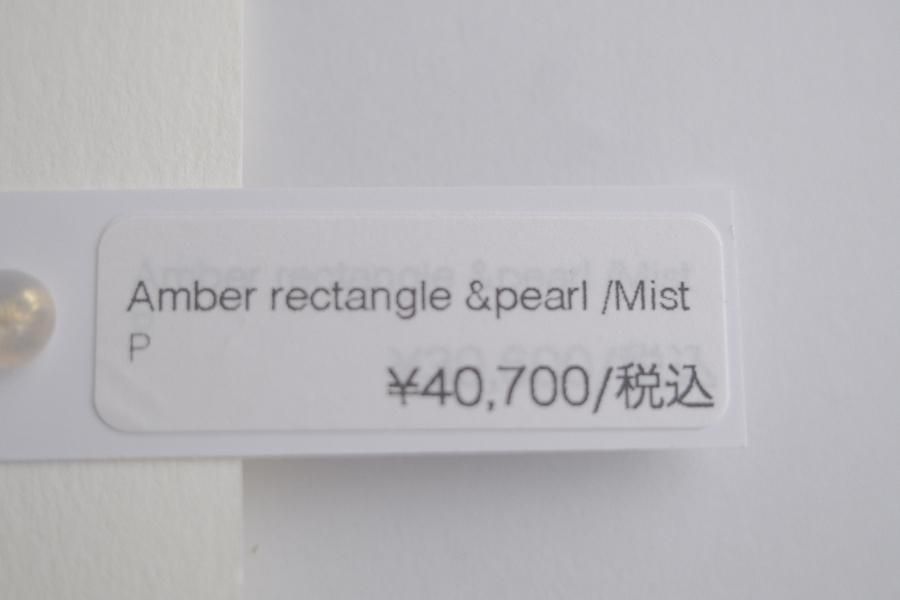 Amber rectangle &pearl /Mist
P
¥40,700/税込